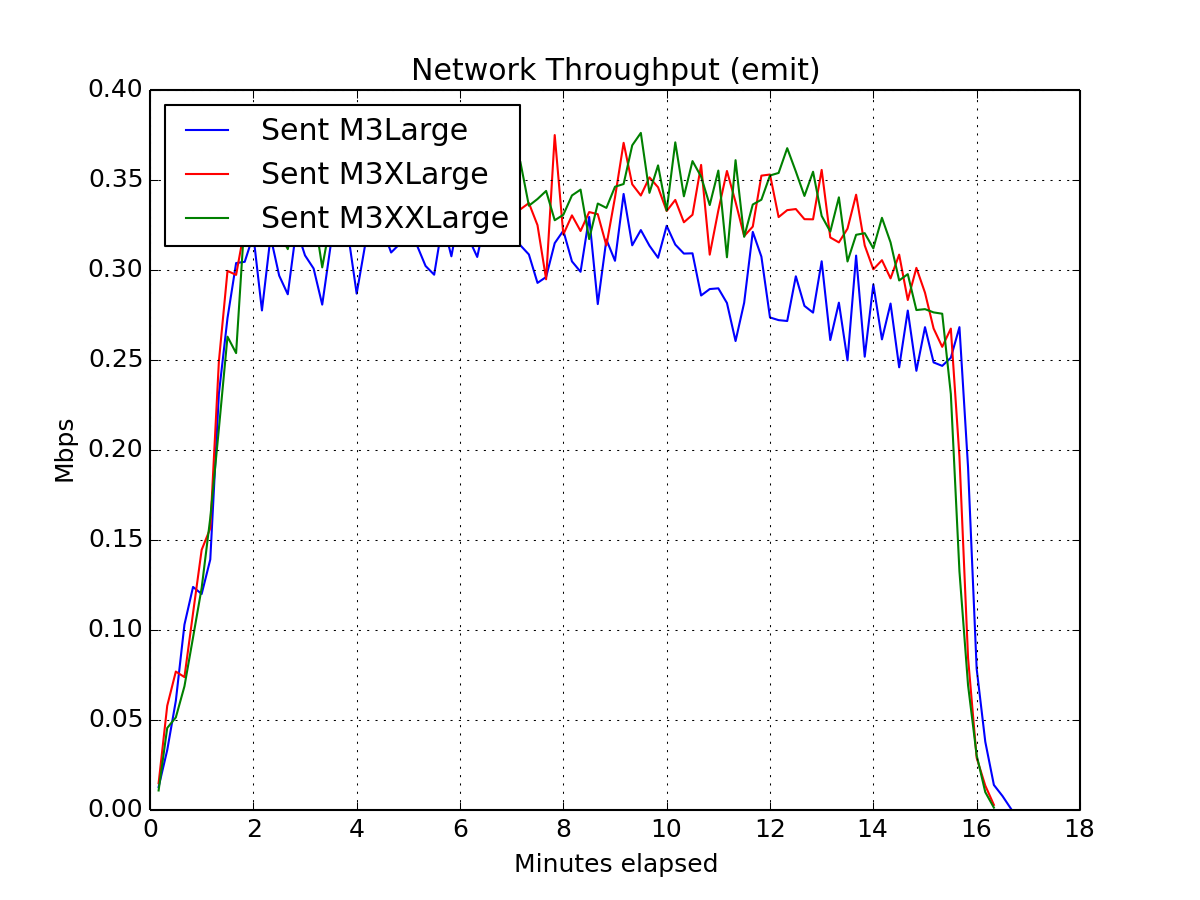 Network Throughput (emit)
0.40
0.35
0.30
0.25
0.20
0.15
0.10
0.05
0.00
Mbps
Sent M3Large
Sent M3XLarge
Sent M3XXLarge
0 2 4 6 8 10 12 14 16 18
Minutes elapsed